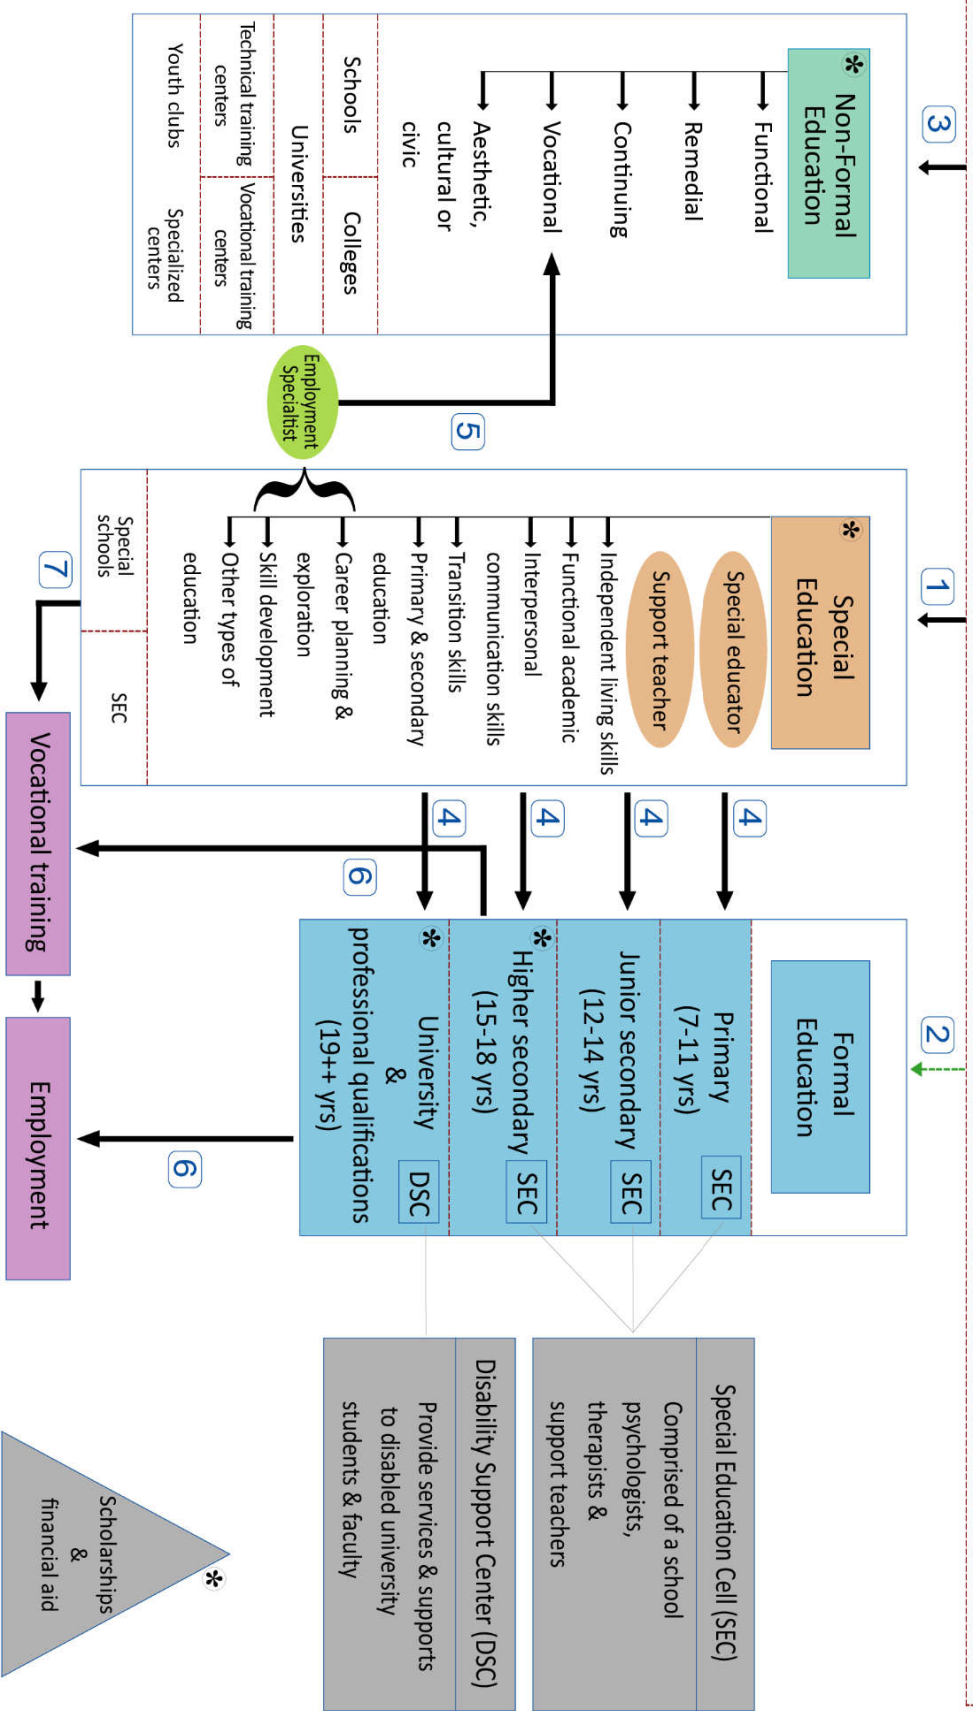 3
1
2
Non-Formal
Education
*
Functional
Remedial
Continuing
Vocational
Aesthetic,
cultural or
civic
Schools
Colleges
Universities
Technical training
centers
Vocational training
centers
Youth clubs
Specialized
centers
5
Employment
Specialtist
Special
Education
*
Special educator
Support teacher
Independent living skills
Functional academic
Interpersonal
communication skills
Transition skills
Primary & secondary
education
Career planning &
exploration
Skill development
Other types of
education
Special
schools
SEC
4
4
4
4
Formal
Education
Primary
(7-11 yrs)
SEC
Junior secondary
(12-14 yrs)
SEC
*
Higher secondary
(15-18 yrs)
SEC
*
University
&
professional qualifications
(19++ yrs)
DSC
7
6
6
Vocational training
Employment
Special Education Cell (SEC)
Comprised of a school
psychologists,
therapists &
support teachers
Disability Support Center (DSC)
Provide services & supports
to disabled university
students & faculty
*
Scholarships
&
financial aid